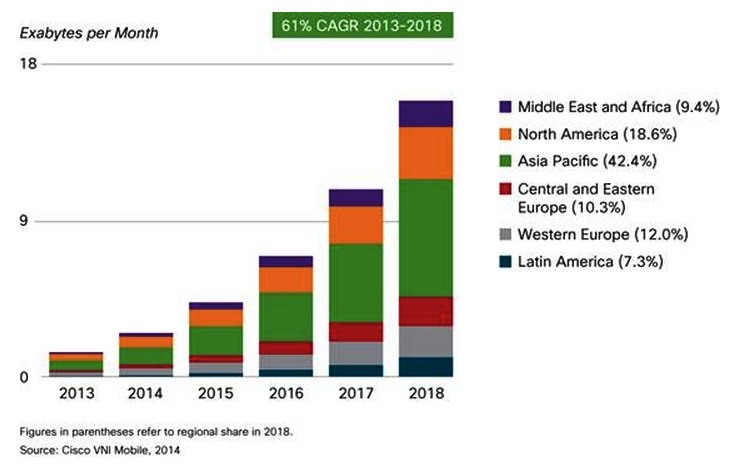 61% CAGR 2013–2018
Exabytes per Month
18
9
0
2013 2014 2015 2016 2017 2018
Middle East and Africa (9.4%)
North America (18.6%)
Asia Pacific (42.4%)
Central and Eastern
Europe (10.3%)
Western Europe (12.0%)
Latin America (7.3%)
Figures in parentheses refer to regional share in 2018.
Source: Cisco VNI Mobile, 2014